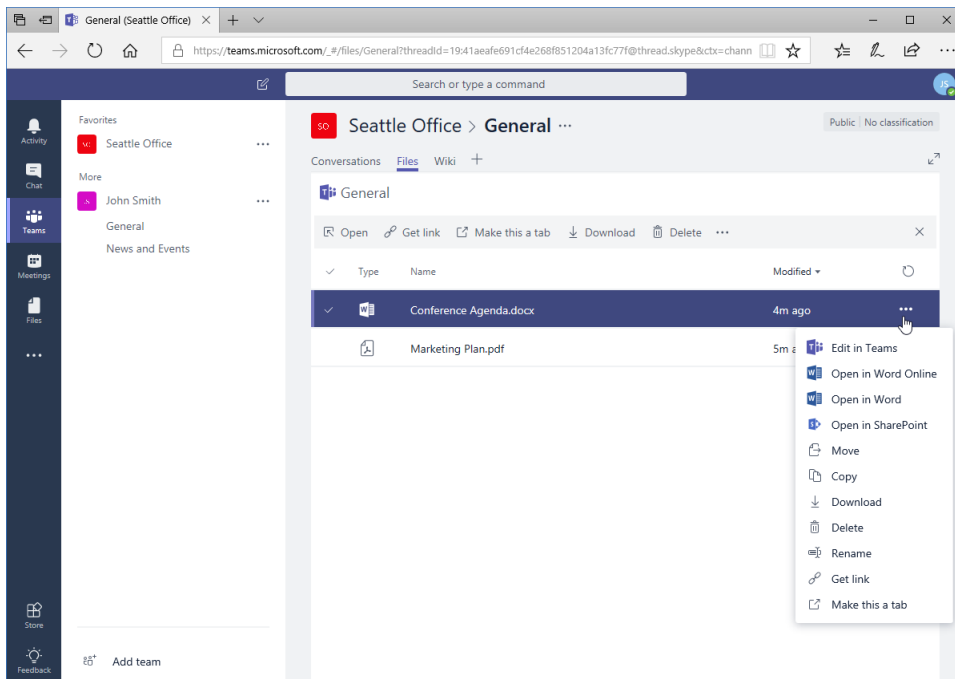 General (Seattle Office)
https://teams.microsoft.com/_#/files/General?threadId=19:41aeafe691cf4e268f851204a13fc77f@thread.skype&ctx=chann
Search or type a command
JS
Activity
Chat
Teams
Meetings
Files
Store
Feedback
Favorites
Seattle Office
More
John Smith
General
News and Events
Add team
SO
Seattle Office > General
Public | No classification
Conversations Files Wiki
General
Open Get link Make this a tab Download Delete
Type Name Modified
Conference Agenda.docx 4m ago
Marketing Plan.pdf 5m a
Edit in Teams
Open in Word Online
Open in Word
Open in SharePoint
Move
Copy
Download
Delete
Rename
Get link
Make this a tab